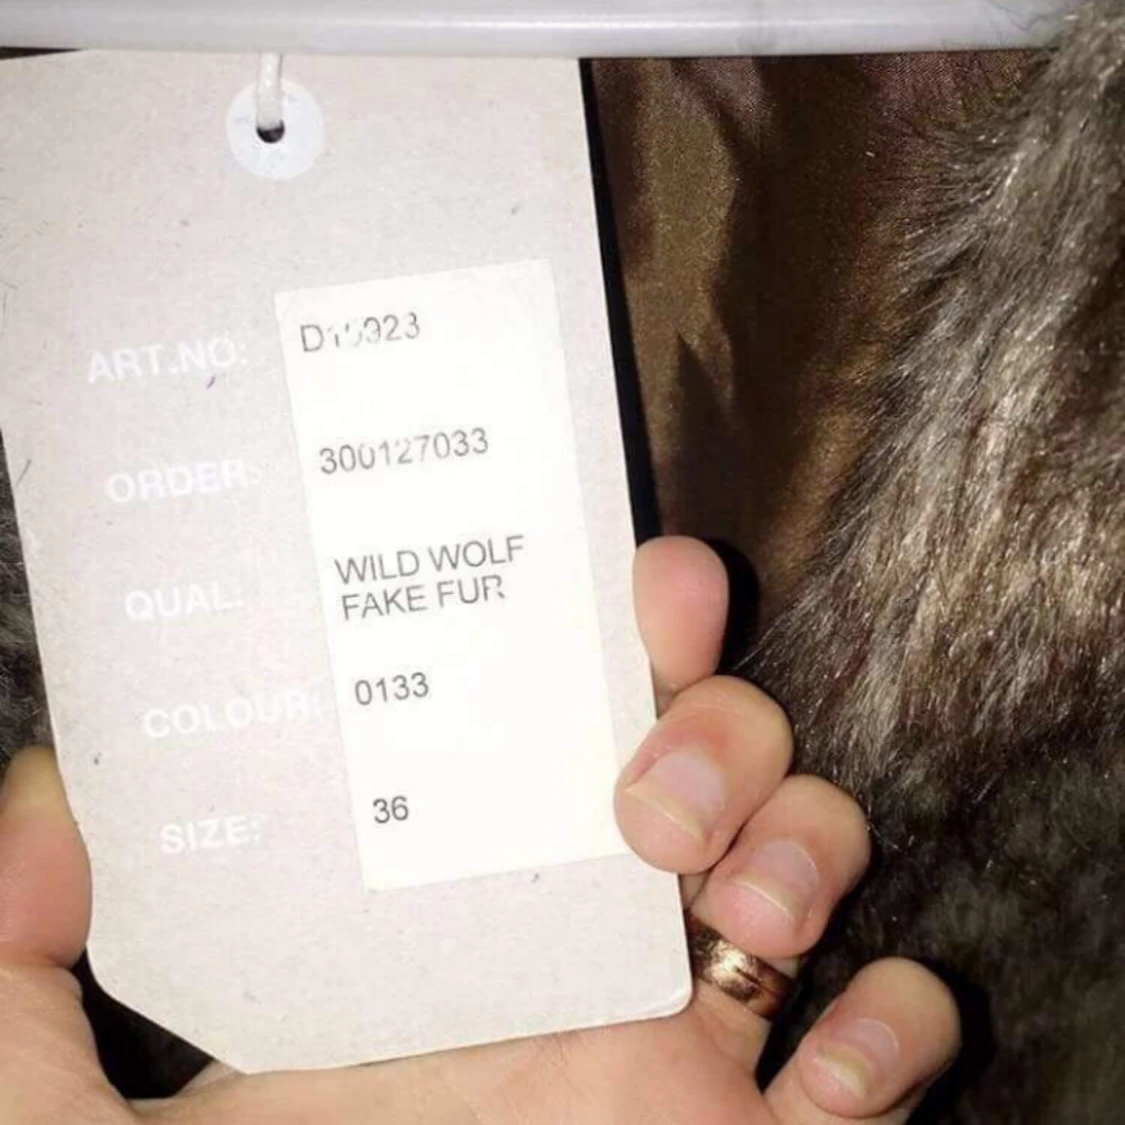 ART.NO:
300127033
ORDER:
WILD WOLF
FAKE FUR
QUAL:
0133
COLOUR:
36
SIZE: